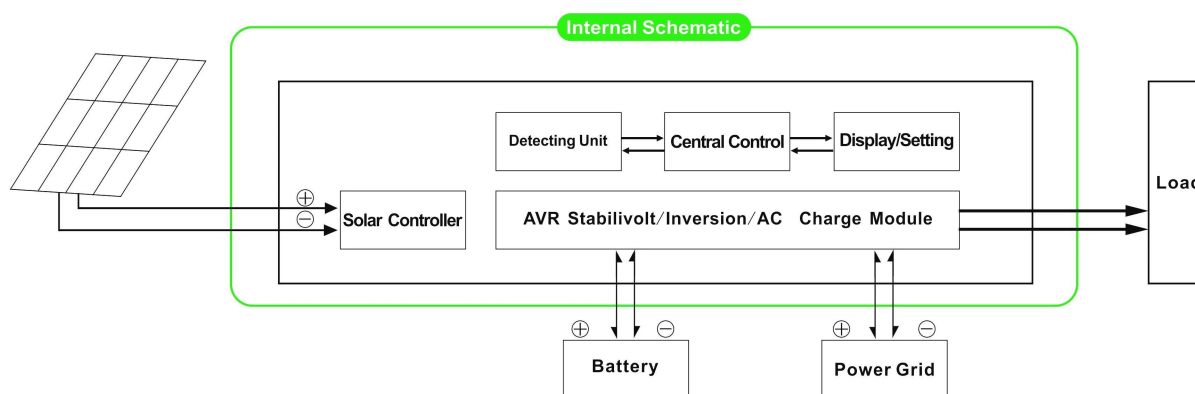 Internal Schematic
Detecting Unit
Central Control
Display/Setting
Load
+
−
Solar Controller
AVR Stabilivolt/Inversion/AC Charge Module
+ −
+ −
Battery
Power Grid